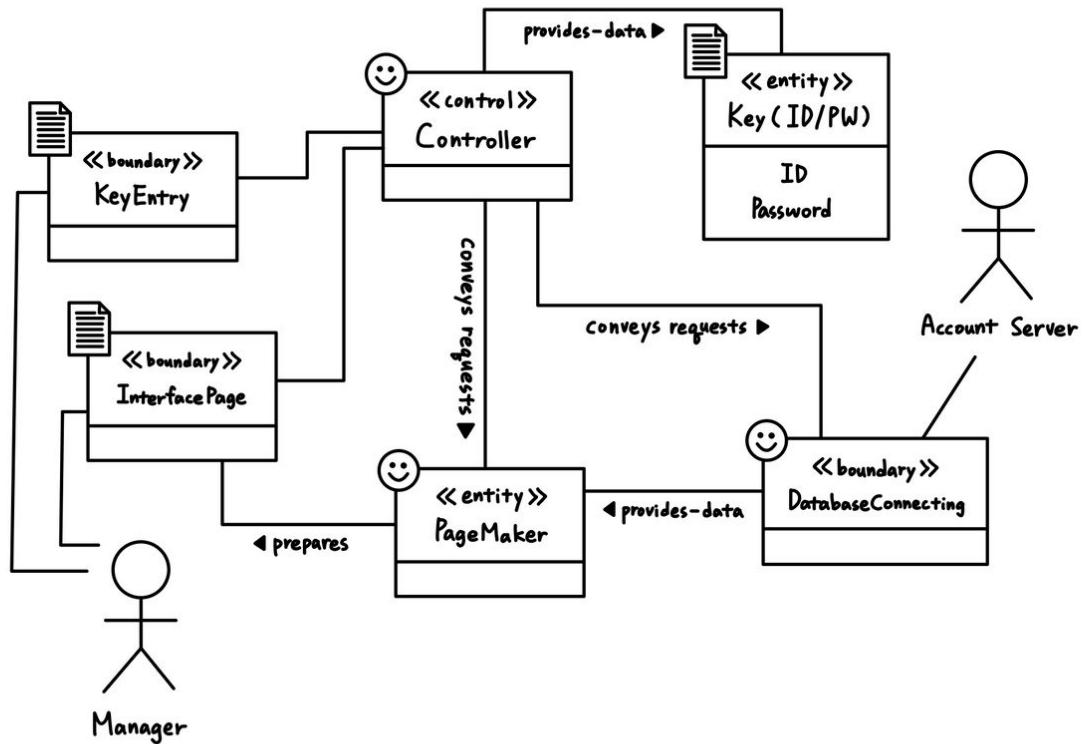 provides-data ▶
«control»
Controller
«entity»
Key (ID/PW)
ID
Password
«boundary»
KeyEntry
conveys requests ▶
conveys requests ▶
Account Server
«boundary»
InterfacePage
«entity»
PageMaker
«boundary»
DatabaseConnecting
◀ provides-data
◀ prepares
Manager